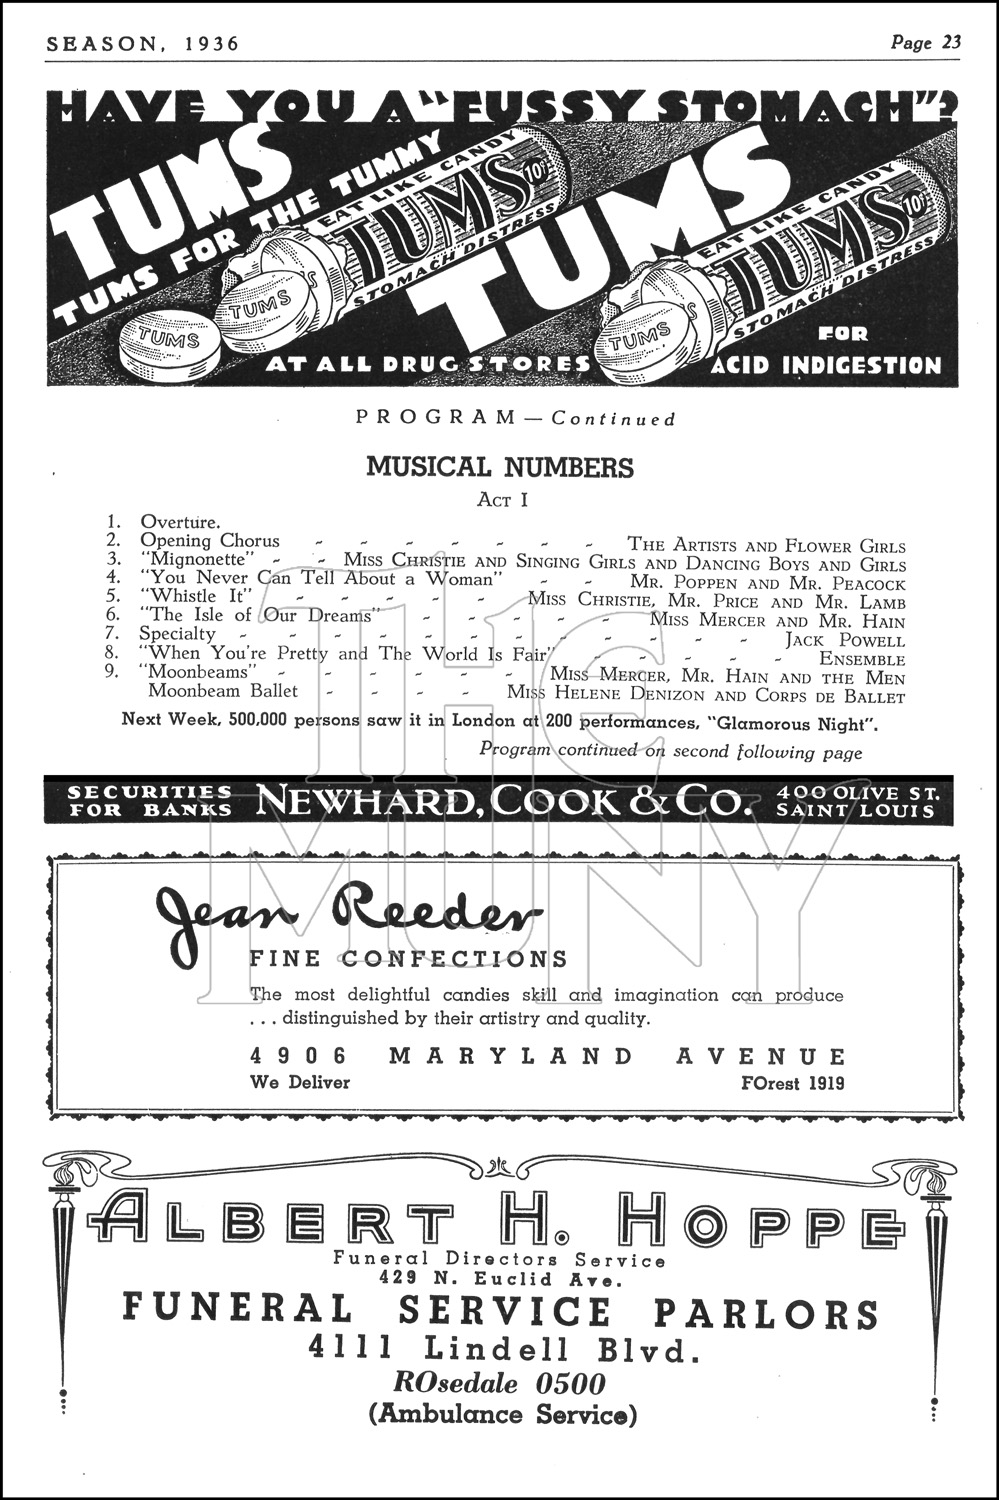 SEASON, 1936 Page 23
HAVE YOU A "FUSSY STOMACH"?
TUMS
TUMS FOR THE TUMMY
EAT LIKE CANDY
TUMS 10¢
STOMACH DISTRESS
TUMS
TUMS
TUMS
EAT LIKE CANDY
TUMS 10¢
STOMACH DISTRESS
TUMS
AT ALL DRUG STORES
FOR
ACID INDIGESTION
PROGRAM — Continued
MUSICAL NUMBERS
ACT I
1. Overture.
2. Opening Chorus - - - - - - - THE ARTISTS AND FLOWER GIRLS
3. "Mignonette" - - MISS CHRISTIE AND SINGING GIRLS AND DANCING BOYS AND GIRLS
4. "You Never Can Tell About a Woman" - - MR. POPPEN AND MR. PEACOCK
5. "Whistle It" - - - - - - MISS CHRISTIE, MR. PRICE AND MR. LAMB
6. "The Isle of Our Dreams" - - - - - MISS MERCER AND MR. HAIN
7. Specialty - - - - - - - - - - - - JACK POWELL
8. "When You're Pretty and The World Is Fair" - - - - - ENSEMBLE
9. "Moonbeams" - - - - - - MISS MERCER, MR. HAIN AND THE MEN
Moonbeam Ballet - - - - MISS HELENE DENIZON AND CORPS DE BALLET
Next Week, 500,000 persons saw it in London at 200 performances, "Glamorous Night".
Program continued on second following page
SECURITIES FOR BANKS NEWHARD, COOK & CO. 400 OLIVE ST. SAINT LOUIS
THE MUNY
Jean Reeder
FINE CONFECTIONS
The most delightful candies skill and imagination can produce
... distinguished by their artistry and quality.
4906 MARYLAND AVENUE
We Deliver FOrest 1919
ALBERT H. HOPPE
Funeral Directors Service
429 N. Euclid Ave.
FUNERAL SERVICE PARLORS
4111 Lindell Blvd.
ROsedale 0500
(Ambulance Service)